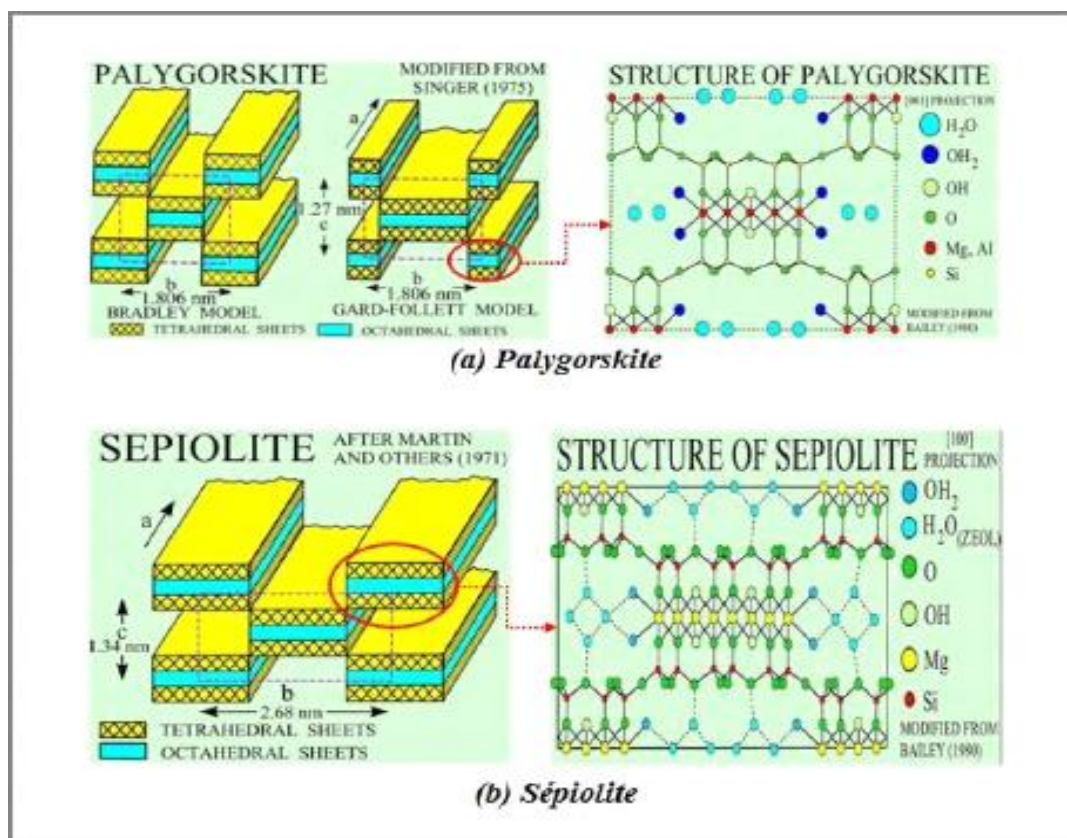 PALYGORSKITE
MODIFIED FROM
SINGER (1975)
a
1.27 nm
c
b
1.806 nm
BRADLEY MODEL
b
1.806 nm
GARD-FOLLETT MODEL
TETRAHEDRAL SHEETS
OCTAHEDRAL SHEETS
STRUCTURE OF PALYGORSKITE
[001] PROJECTION
H₂O
OH₂
OH
O
Mg, Al
Si
MODIFIED FROM
BAILEY (1980)
(a) Palygorskite
SEPIOLITE
AFTER MARTIN
AND OTHERS (1971)
a
c
1.34 nm
b
2.68 nm
TETRAHEDRAL SHEETS
OCTAHEDRAL SHEETS
STRUCTURE OF SEPIOLITE
[100]
PROJECTION
OH₂
H₂O(ZEOL)
O
OH
Mg
Si
MODIFIED FROM
BAILEY (1980)
(b) Sépiolite